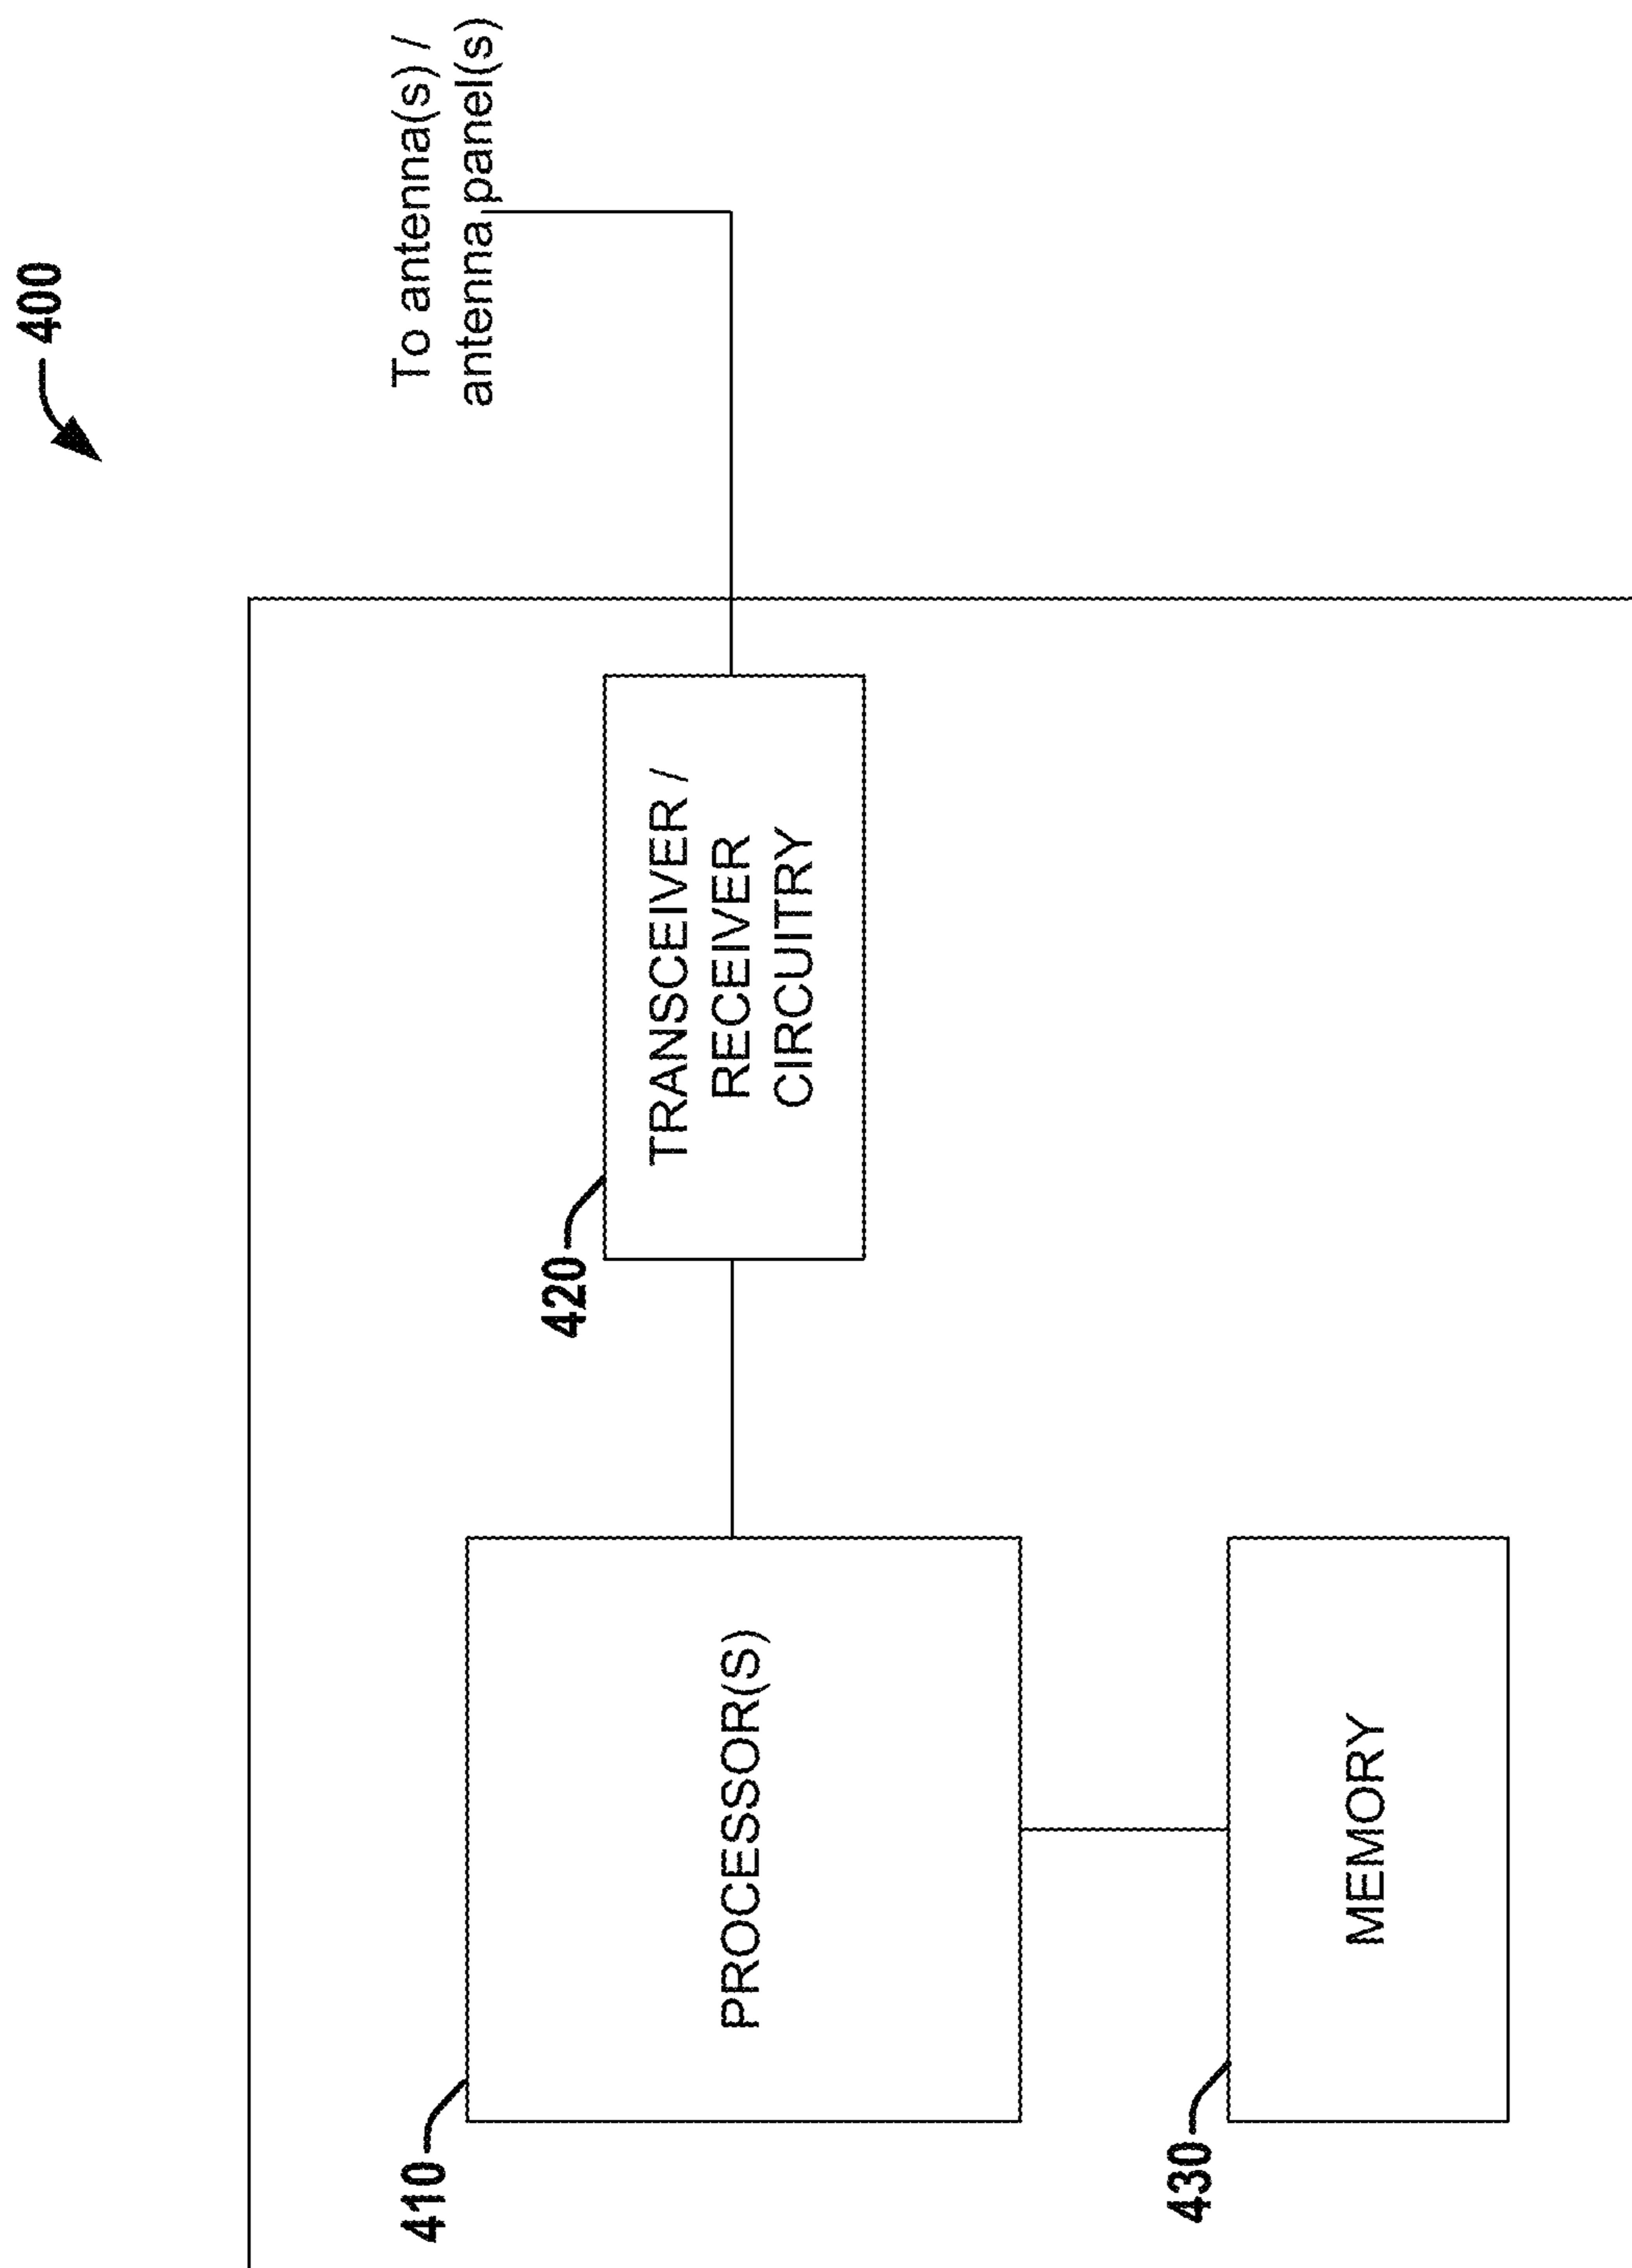 400
To antenna(s) /
antenna panel(s)
410
PROCESSOR(S)
420
TRANSCEIVER /
RECEIVER
CIRCUITRY
430
MEMORY